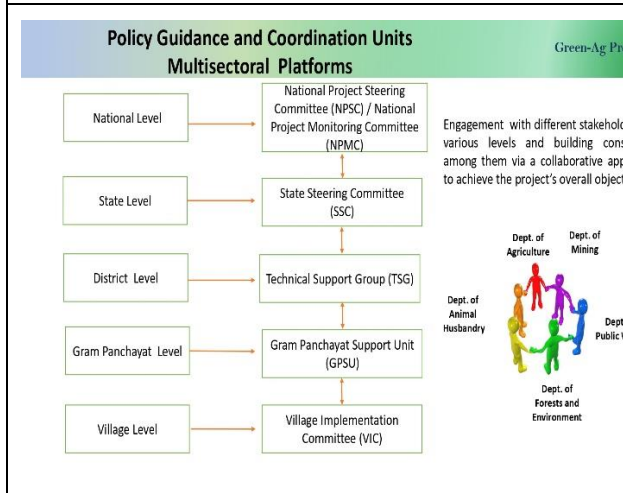 Policy Guidance and Coordination Units
Multisectoral Platforms
Green-Ag
National Level
National Project Steering
Committee (NPSC) / National
Project Monitoring Committee
(NPMC)
State Level
State Steering Committee
(SSC)
District Level
Technical Support Group (TSG)
Gram Panchayat Level
Gram Panchayat Support Unit
(GPSU)
Village Level
Village Implementation
Committee (VIC)
Engagement with different
various levels and building
among them via a collaborative
to achieve the project's overall
Dept. of
Agriculture
Dept. of
Mining
Dept. of
Animal
Husbandry
Public
Dept. of
Forests and
Environment